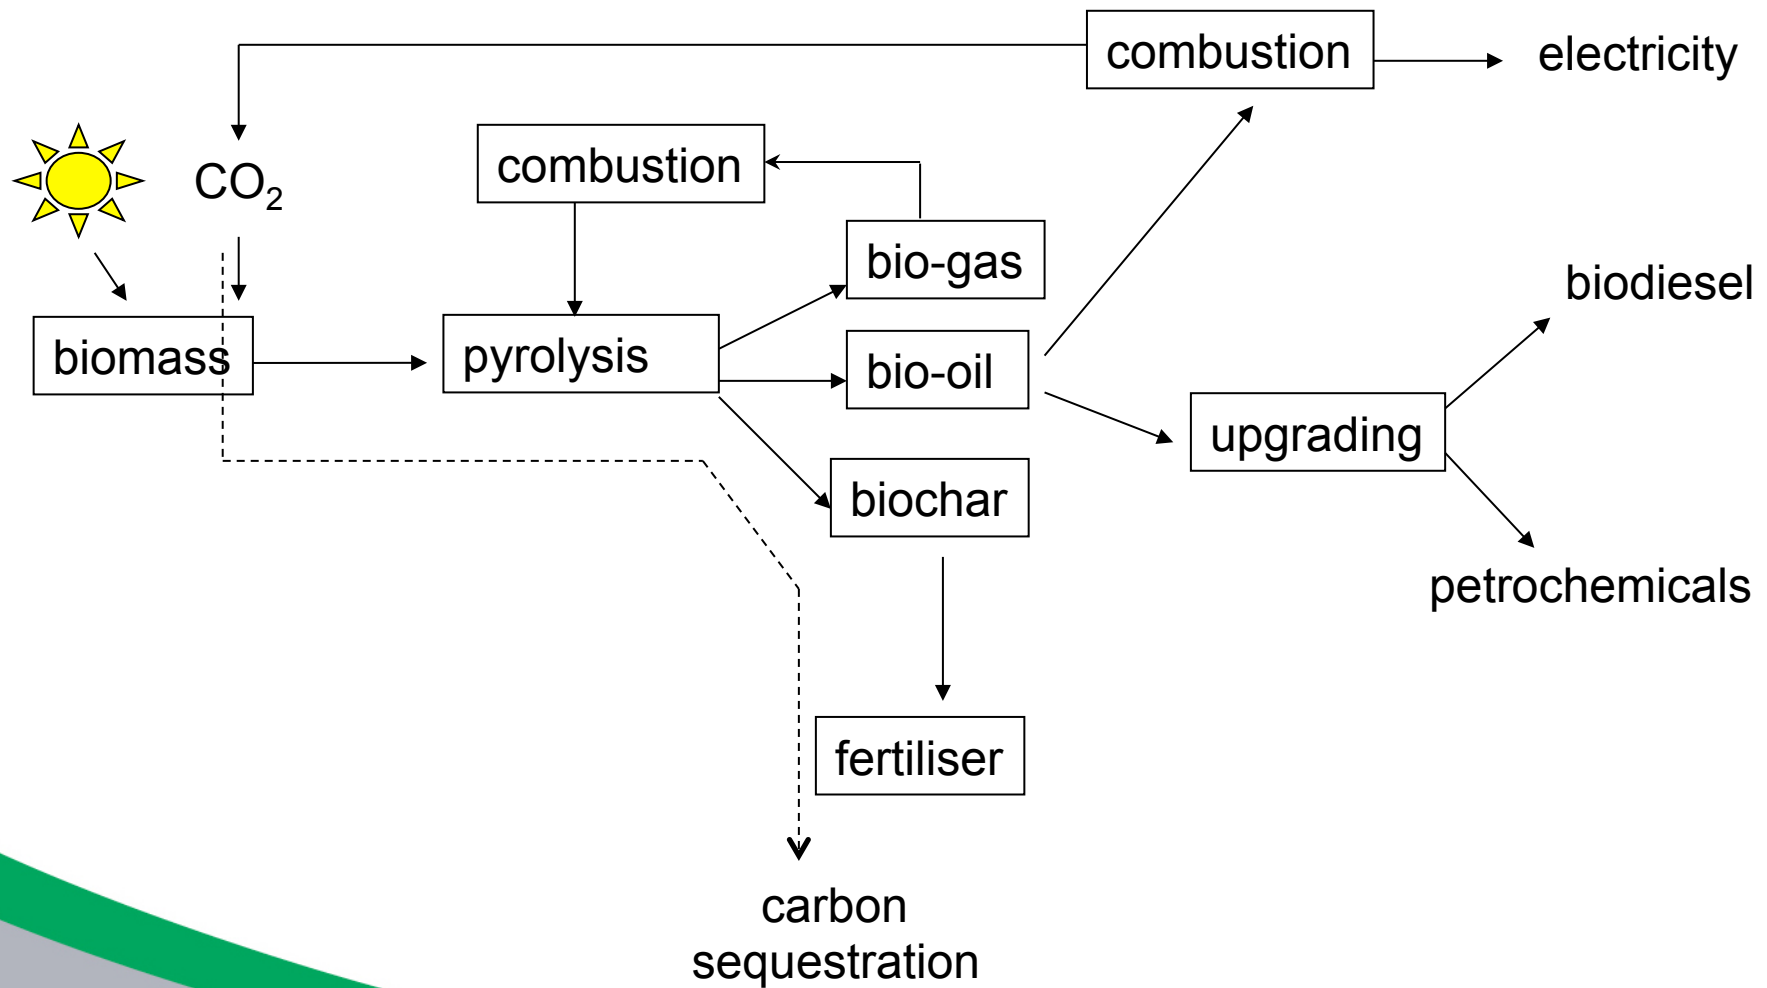 combustion
electricity
combustion
CO₂
bio-gas
biodiesel
biomass
pyrolysis
bio-oil
upgrading
biochar
petrochemicals
fertiliser
carbon
sequestration